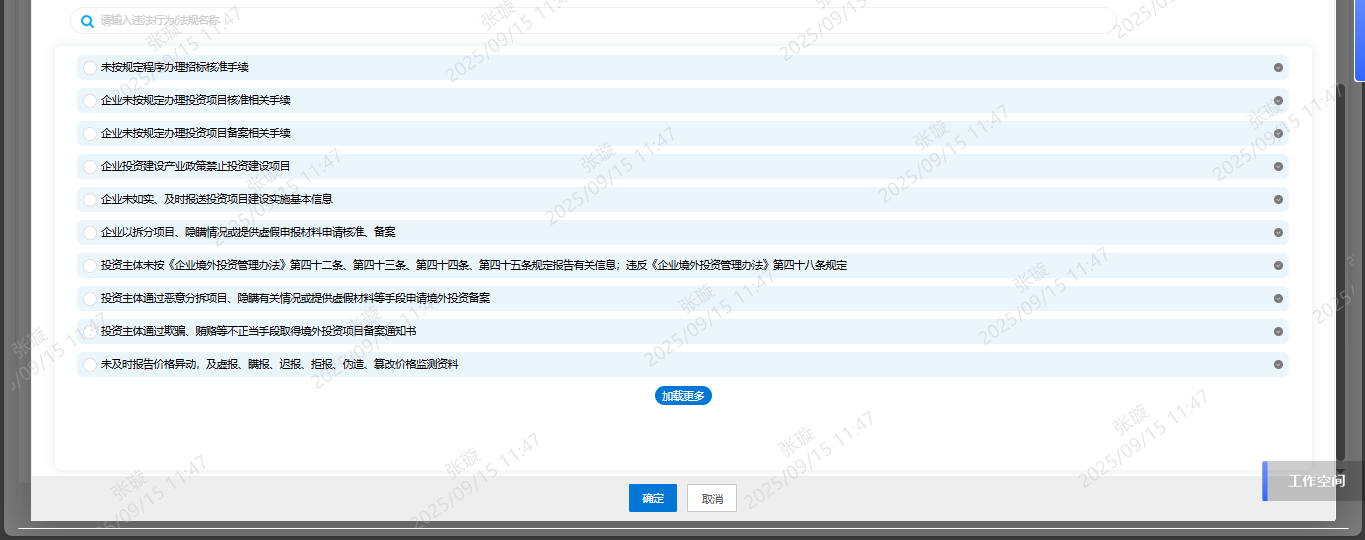 请输入违法行为/法规名称
未按规定程序办理招标核准手续
企业未按规定办理投资项目核准相关手续
企业未按规定办理投资项目备案相关手续
企业投资建设产业政策禁止投资建设项目
企业未如实、及时报送投资项目建设实施基本信息
企业以拆分项目、隐瞒情况或提供虚假申报材料申请核准、备案
投资主体未按《企业境外投资管理办法》第四十二条、第四十三条、第四十四条、第四十五条规定报告有关信息；违反《企业境外投资管理办法》第四十八条规定
投资主体通过恶意分拆项目、隐瞒有关情况或提供虚假材料等手段申请境外投资备案
投资主体通过欺骗、贿赂等不正当手段取得境外投资项目备案通知书
未及时报告价格异动，及虚报、瞒报、迟报、拒报、伪造、篡改价格监测资料
加载更多
工作空间
确定
取消
张璇
2025/09/15 11:47